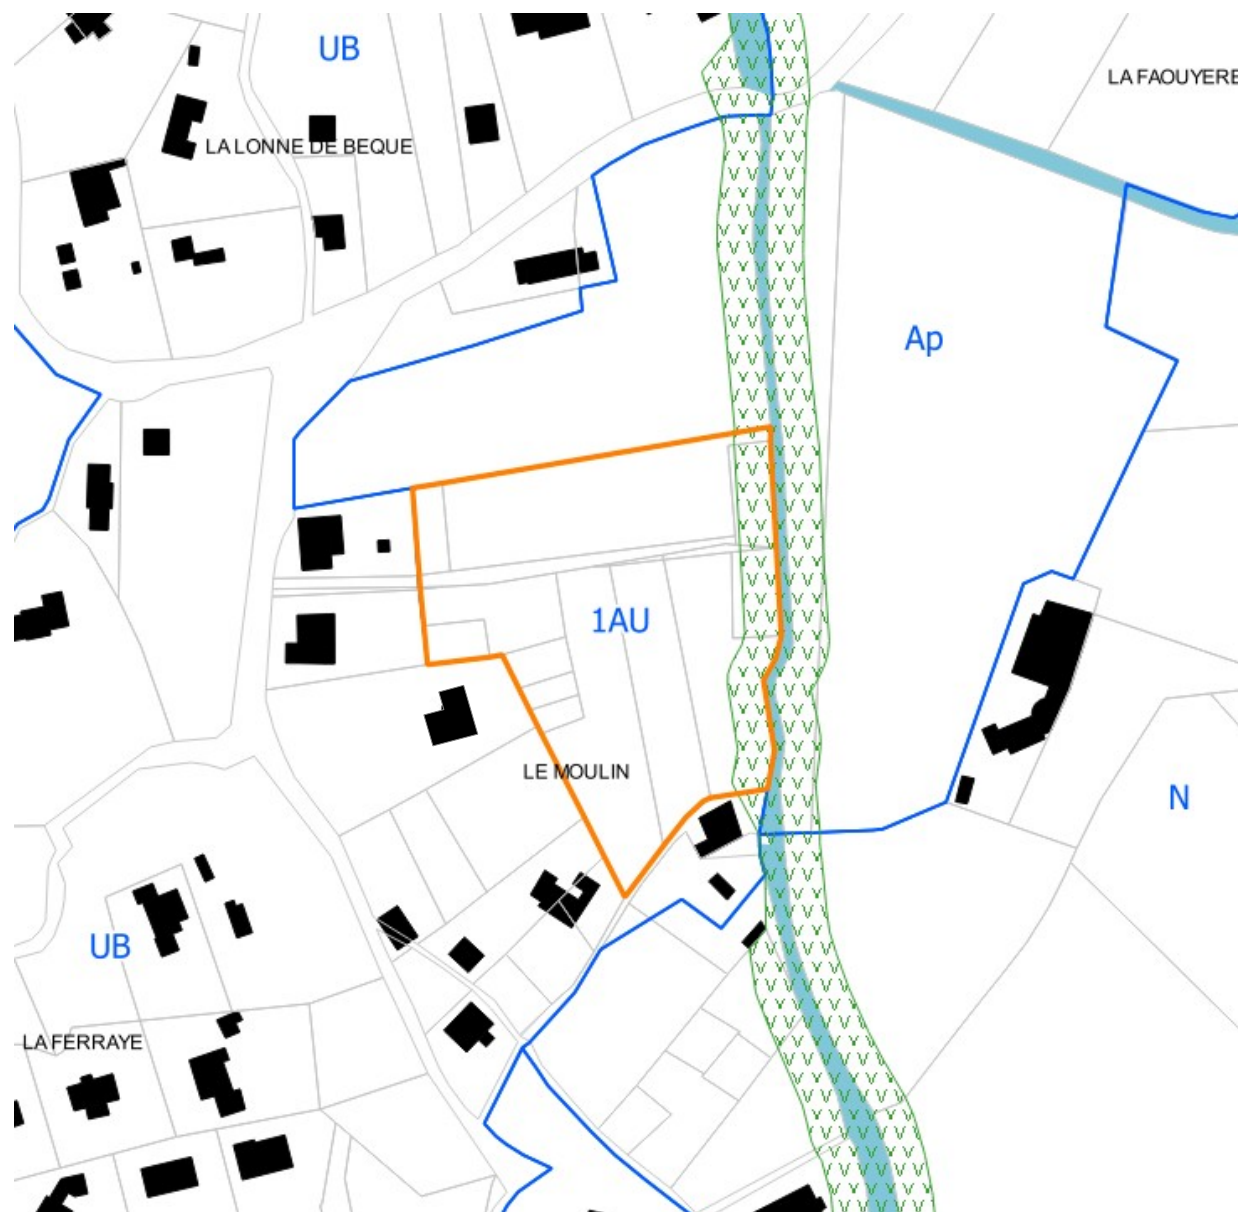 UB
LA FAOUYERE
LA LONNE DE BEQUE
Ap
1AU
LE MOULIN
N
UB
LA FERRAYE